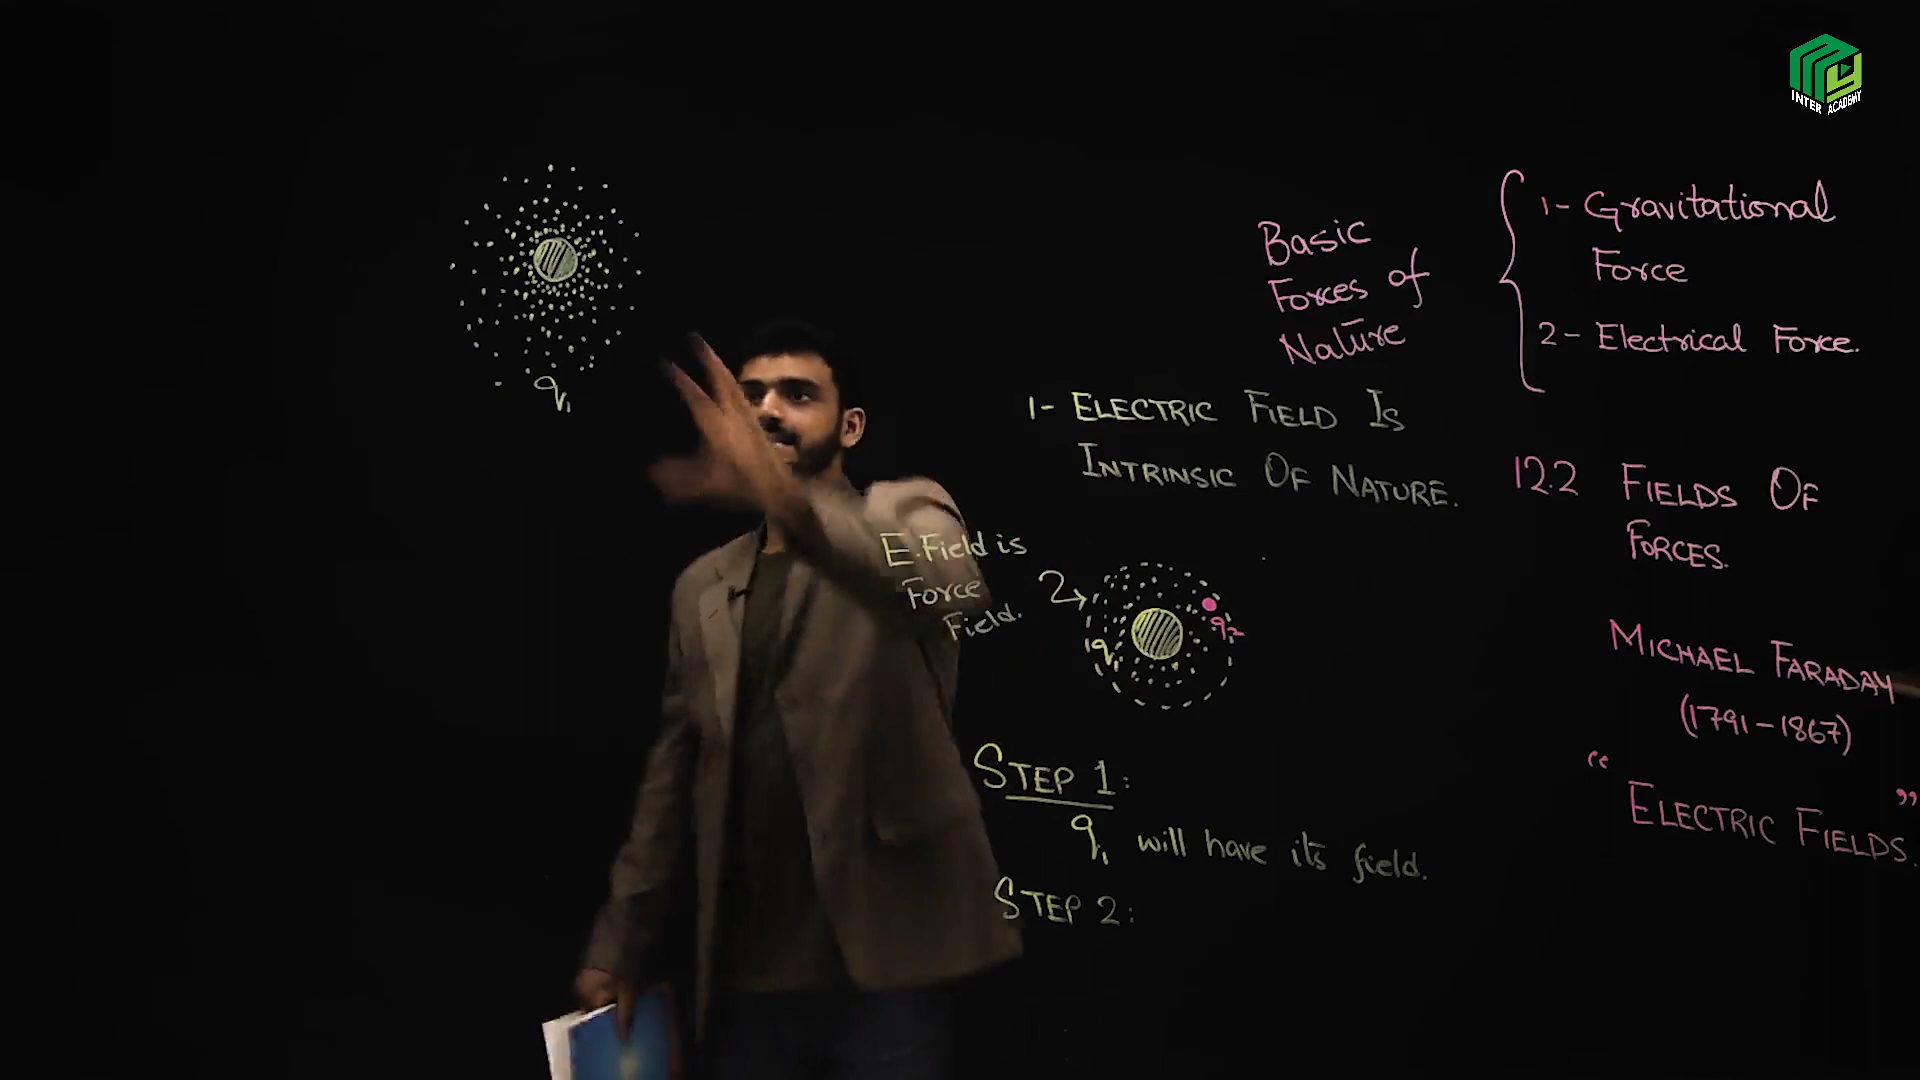 INTER ACADEMY
Basic
Forces of
Nature
1- Gravitational
Force
2- Electrical Force.
q1
1- ELECTRIC FIELD IS
INTRINSIC OF NATURE.
12.2 FIELDS OF
FORCES.
E.Field is
Force
Field.
2
q1
q2
MICHAEL FARADAY
(1791-1867)
“ELECTRIC FIELDS.”
STEP 1:
q1 will have its field.
STEP 2: